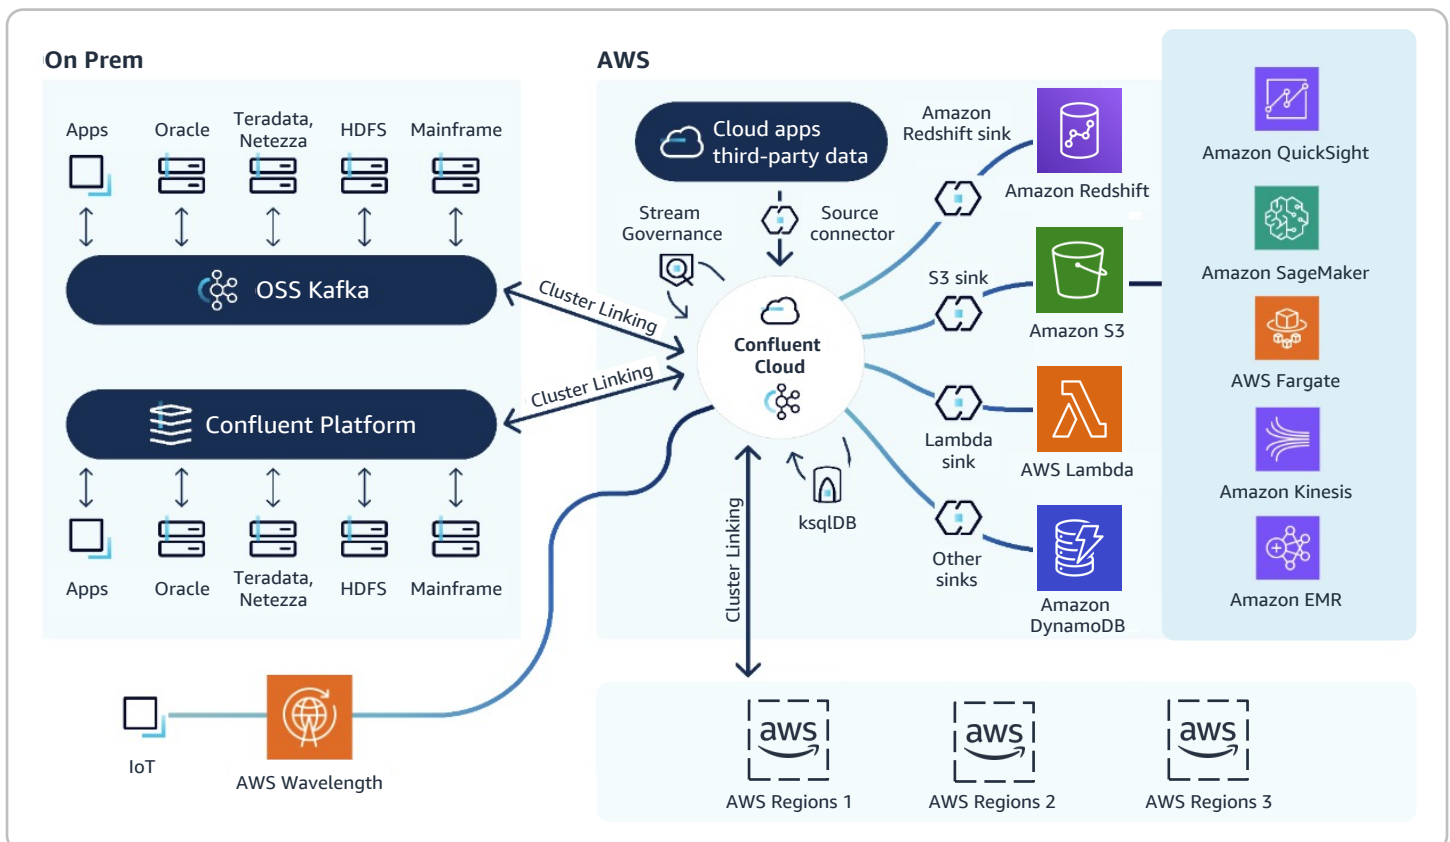 On Prem
Apps
Oracle
Teradata,
Netezza
HDFS
Mainframe
OSS Kafka
Confluent Platform
Apps
Oracle
Teradata,
Netezza
HDFS
Mainframe
IoT
AWS Wavelength
Cluster Linking
Cluster Linking
AWS
Cloud apps
third-party data
Source
connector
Stream
Governance
Confluent
Cloud
ksqlDB
Cluster Linking
Amazon
Redshift sink
Amazon Redshift
S3 sink
Amazon S3
Lambda
sink
AWS Lambda
Other
sinks
Amazon
DynamoDB
Amazon QuickSight
Amazon SageMaker
AWS Fargate
Amazon Kinesis
Amazon EMR
aws
AWS Regions 1
aws
AWS Regions 2
aws
AWS Regions 3